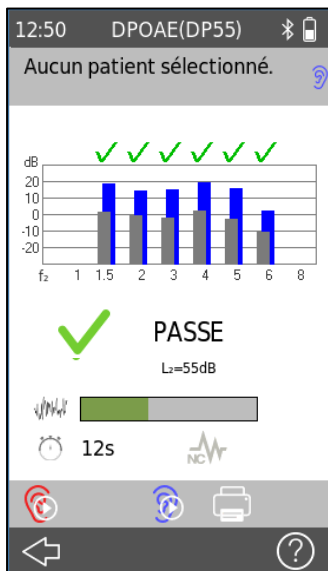 12:50 DPOAE(DP55)
Aucun patient sélectionné.
dB
20
10
0
-10
-20
f₂ 1 1.5 2 3 4 5 6 8
PASSE
L₂=55dB
12s
NC